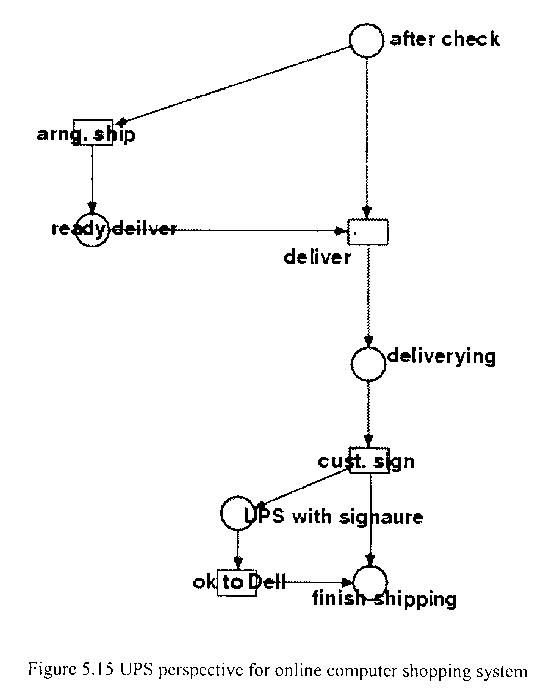 after check
arng. ship
ready deilver
deliver
deliverying
cust. sign
UPS with signaure
ok to Dell
finish shipping
Figure 5.15 UPS perspective for online computer shopping system